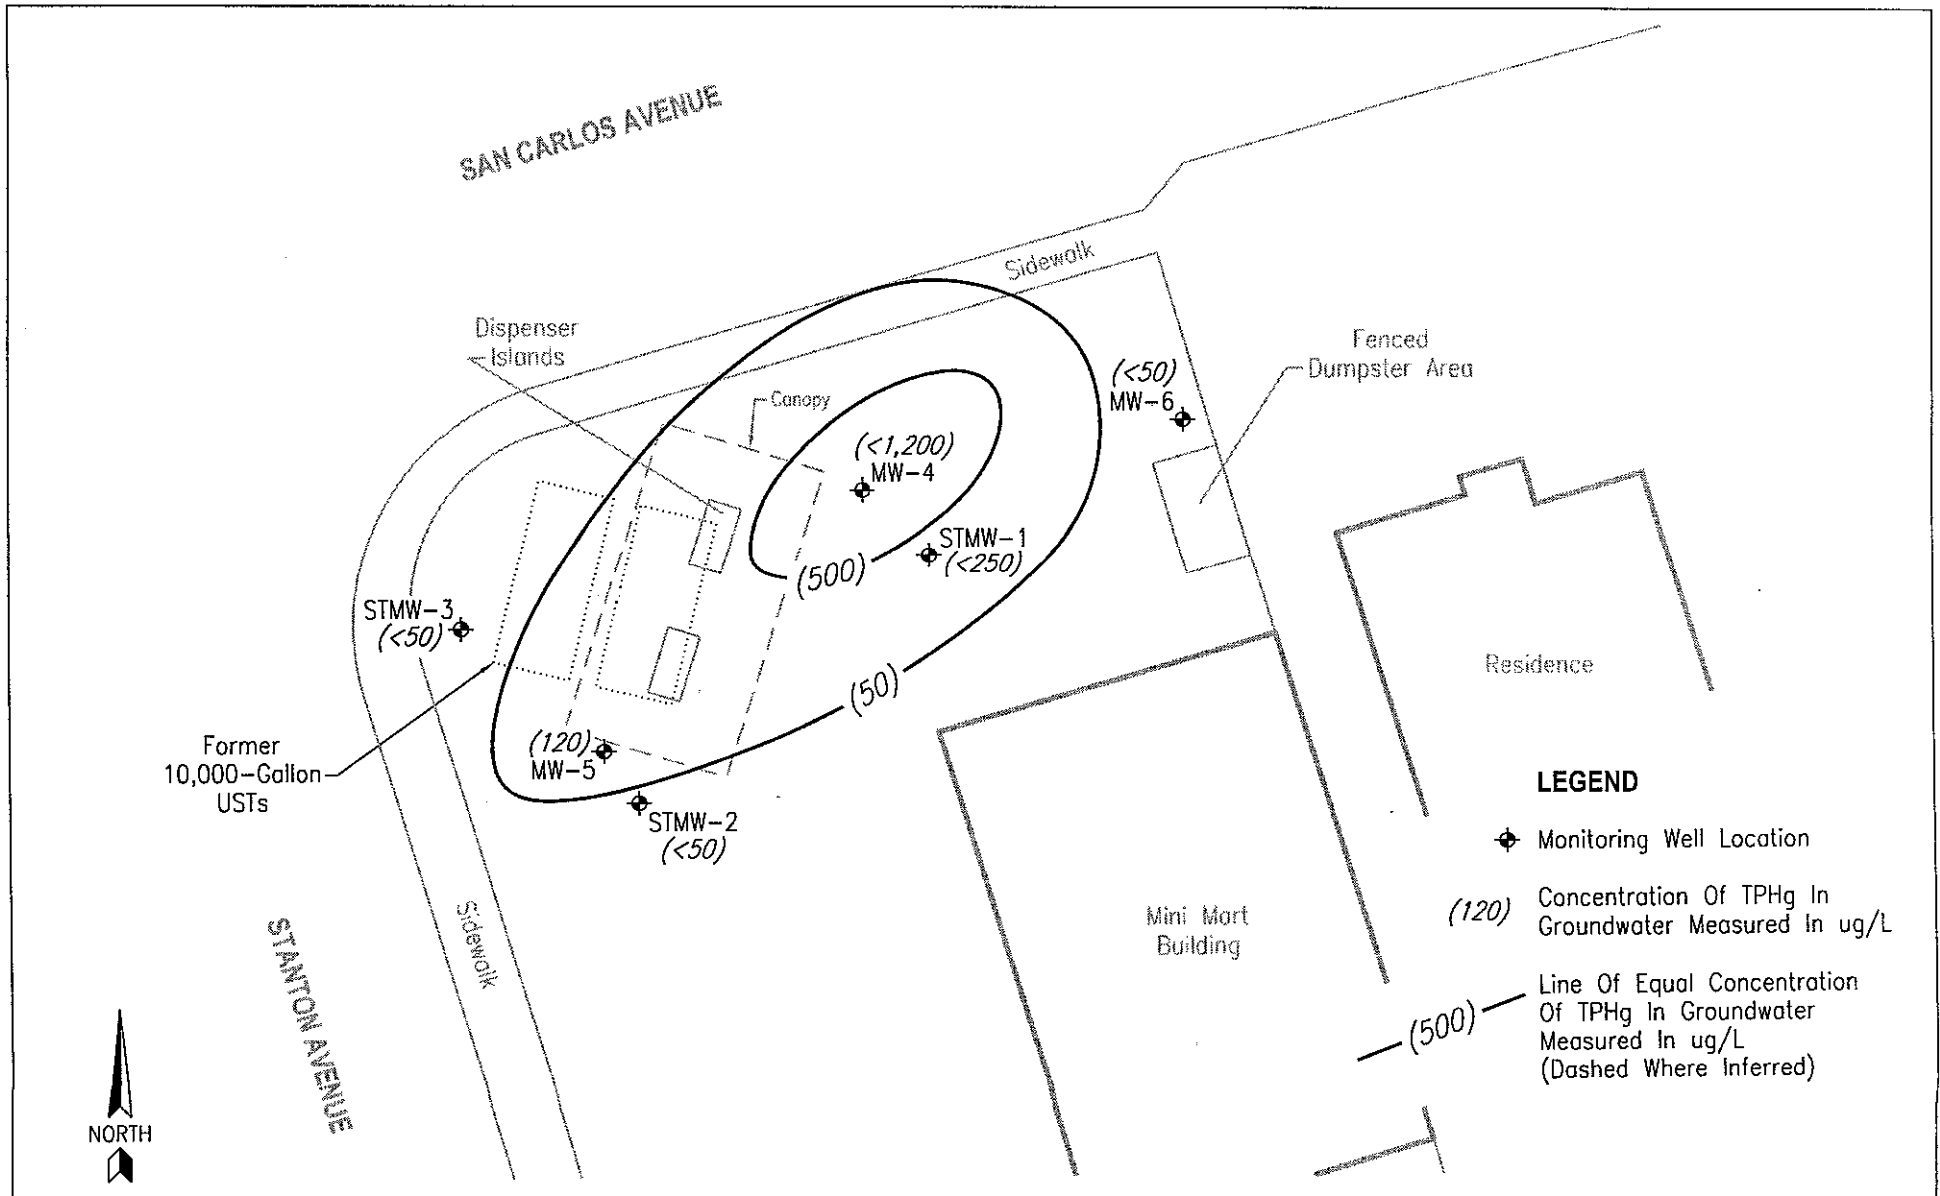 SAN CARLOS AVENUE
Sidewalk
Dispenser
Islands
Canopy
Fenced
Dumpster Area
(<50)
MW-6
(<1,200)
MW-4
STMW-1
(<250)
(500)
STMW-3
(<50)
(50)
Residence
(120)
MW-5
Former
10,000-Gallon
USTs
STMW-2
(<50)
Sidewalk
STANTON AVENUE
Mini Mart
Building
NORTH
LEGEND
Monitoring Well Location
(120) Concentration Of TPHg In
Groundwater Measured In ug/L
(500) Line Of Equal Concentration
Of TPHg In Groundwater
Measured In ug/L
(Dashed Where Inferred)